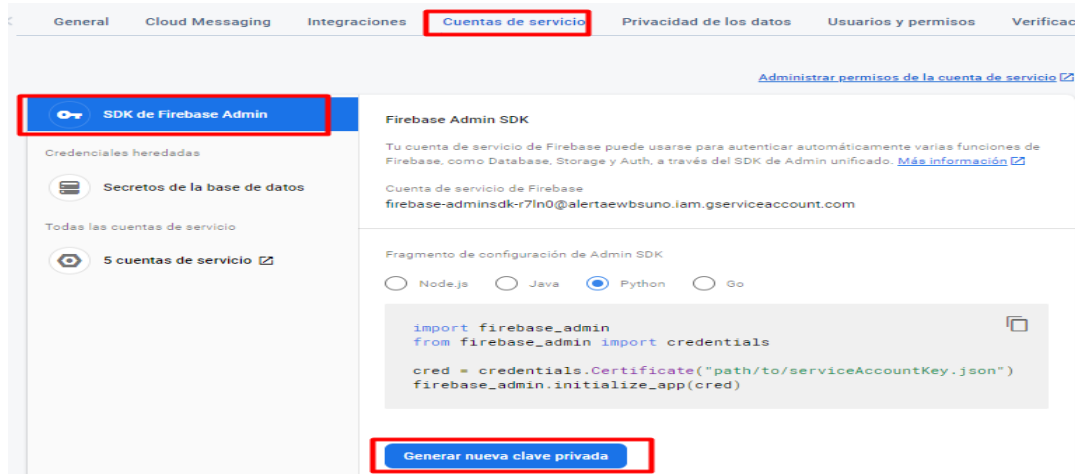 General Cloud Messaging Integraciones Cuentas de servicio Privacidad de los datos Usuarios y permisos Verificac
Administrar permisos de la cuenta de servicio
SDK de Firebase Admin
Credenciales heredadas
Secretos de la base de datos
Todas las cuentas de servicio
5 cuentas de servicio
Firebase Admin SDK
Tu cuenta de servicio de Firebase puede usarse para autenticar automáticamente varias funciones de
Firebase, como Database, Storage y Auth, a través del SDK de Admin unificado. Más información
Cuenta de servicio de Firebase
firebase-adminsdk-r7ln0@alertaewbsuno.iam.gserviceaccount.com
Fragmento de configuración de Admin SDK
Node.js Java Python Go
import firebase_admin
from firebase_admin import credentials
cred = credentials.Certificate("path/to/serviceAccountKey.json")
firebase_admin.initialize_app(cred)
Generar nueva clave privada